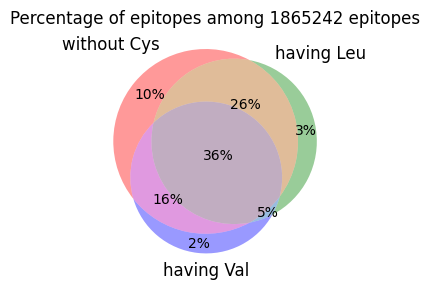 Percentage of epitopes among 1865242 epitopes
without Cys
having Leu
10%
26%
3%
36%
16%
5%
2%
having Val